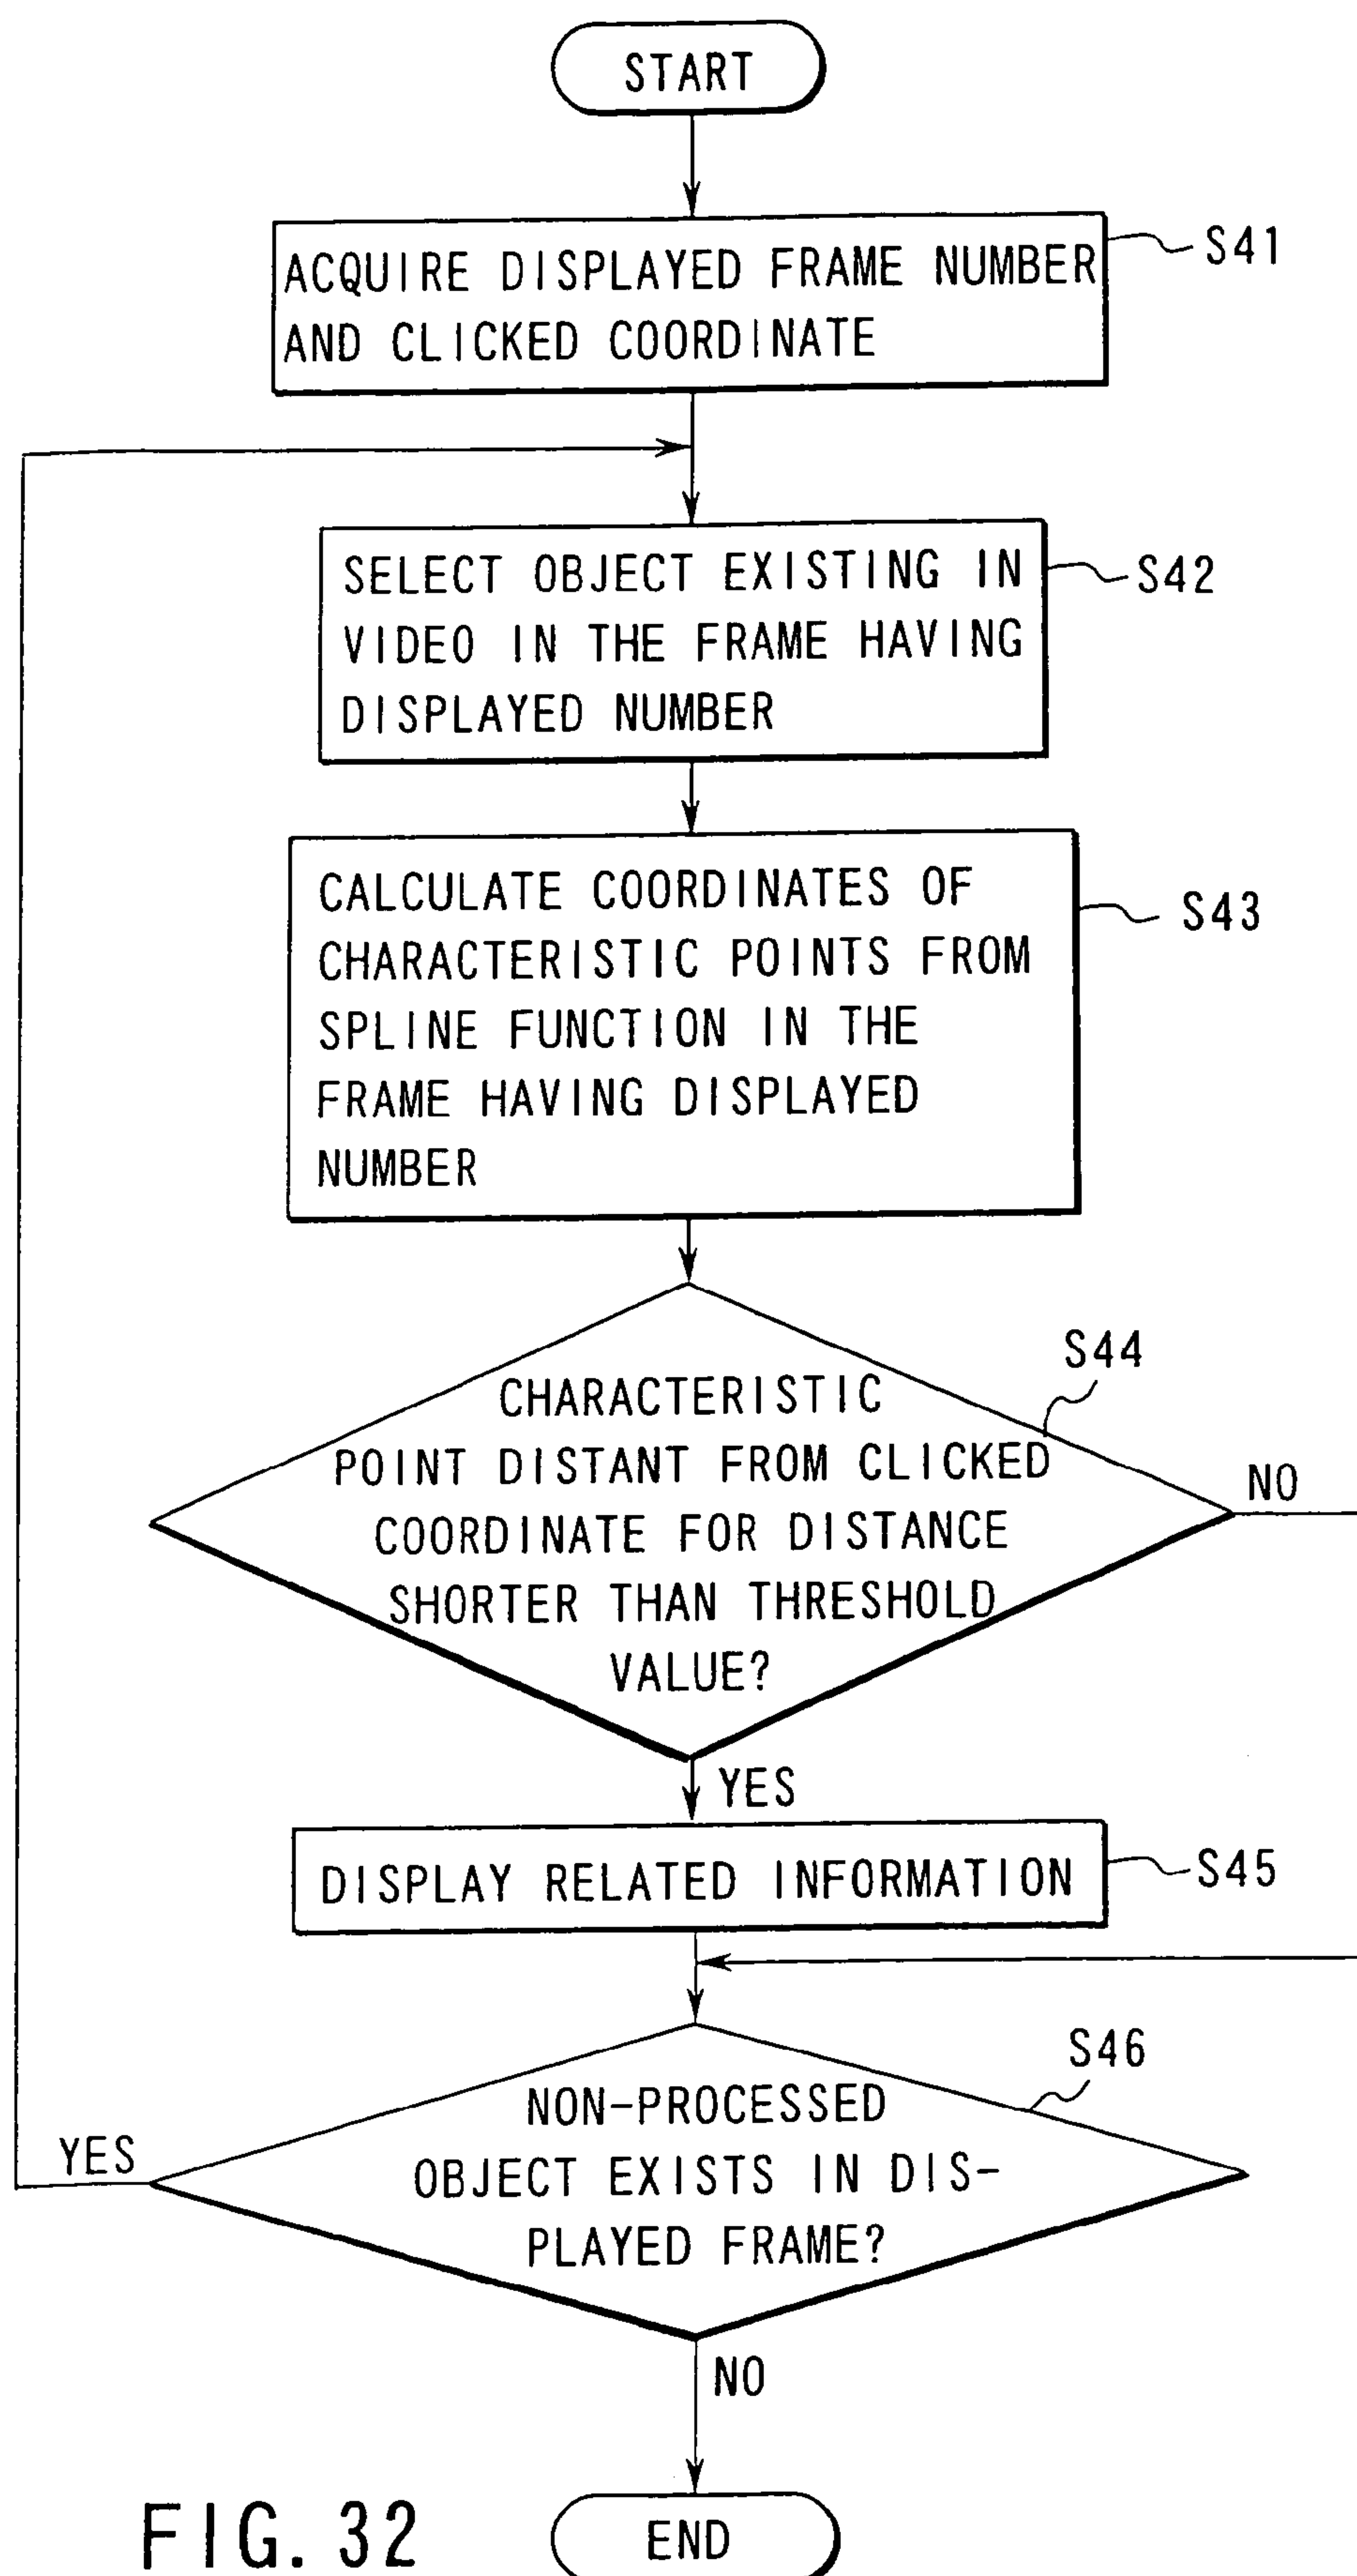 START
ACQUIRE DISPLAYED FRAME NUMBER
AND CLICKED COORDINATE
S41
SELECT OBJECT EXISTING IN
VIDEO IN THE FRAME HAVING
DISPLAYED NUMBER
S42
CALCULATE COORDINATES OF
CHARACTERISTIC POINTS FROM
SPLINE FUNCTION IN THE
FRAME HAVING DISPLAYED
NUMBER
S43
S44
CHARACTERISTIC
POINT DISTANT FROM CLICKED
COORDINATE FOR DISTANCE
SHORTER THAN THRESHOLD
VALUE?
NO
YES
DISPLAY RELATED INFORMATION
S45
S46
NON-PROCESSED
OBJECT EXISTS IN DIS-
PLAYED FRAME?
YES
NO
END
FIG. 32